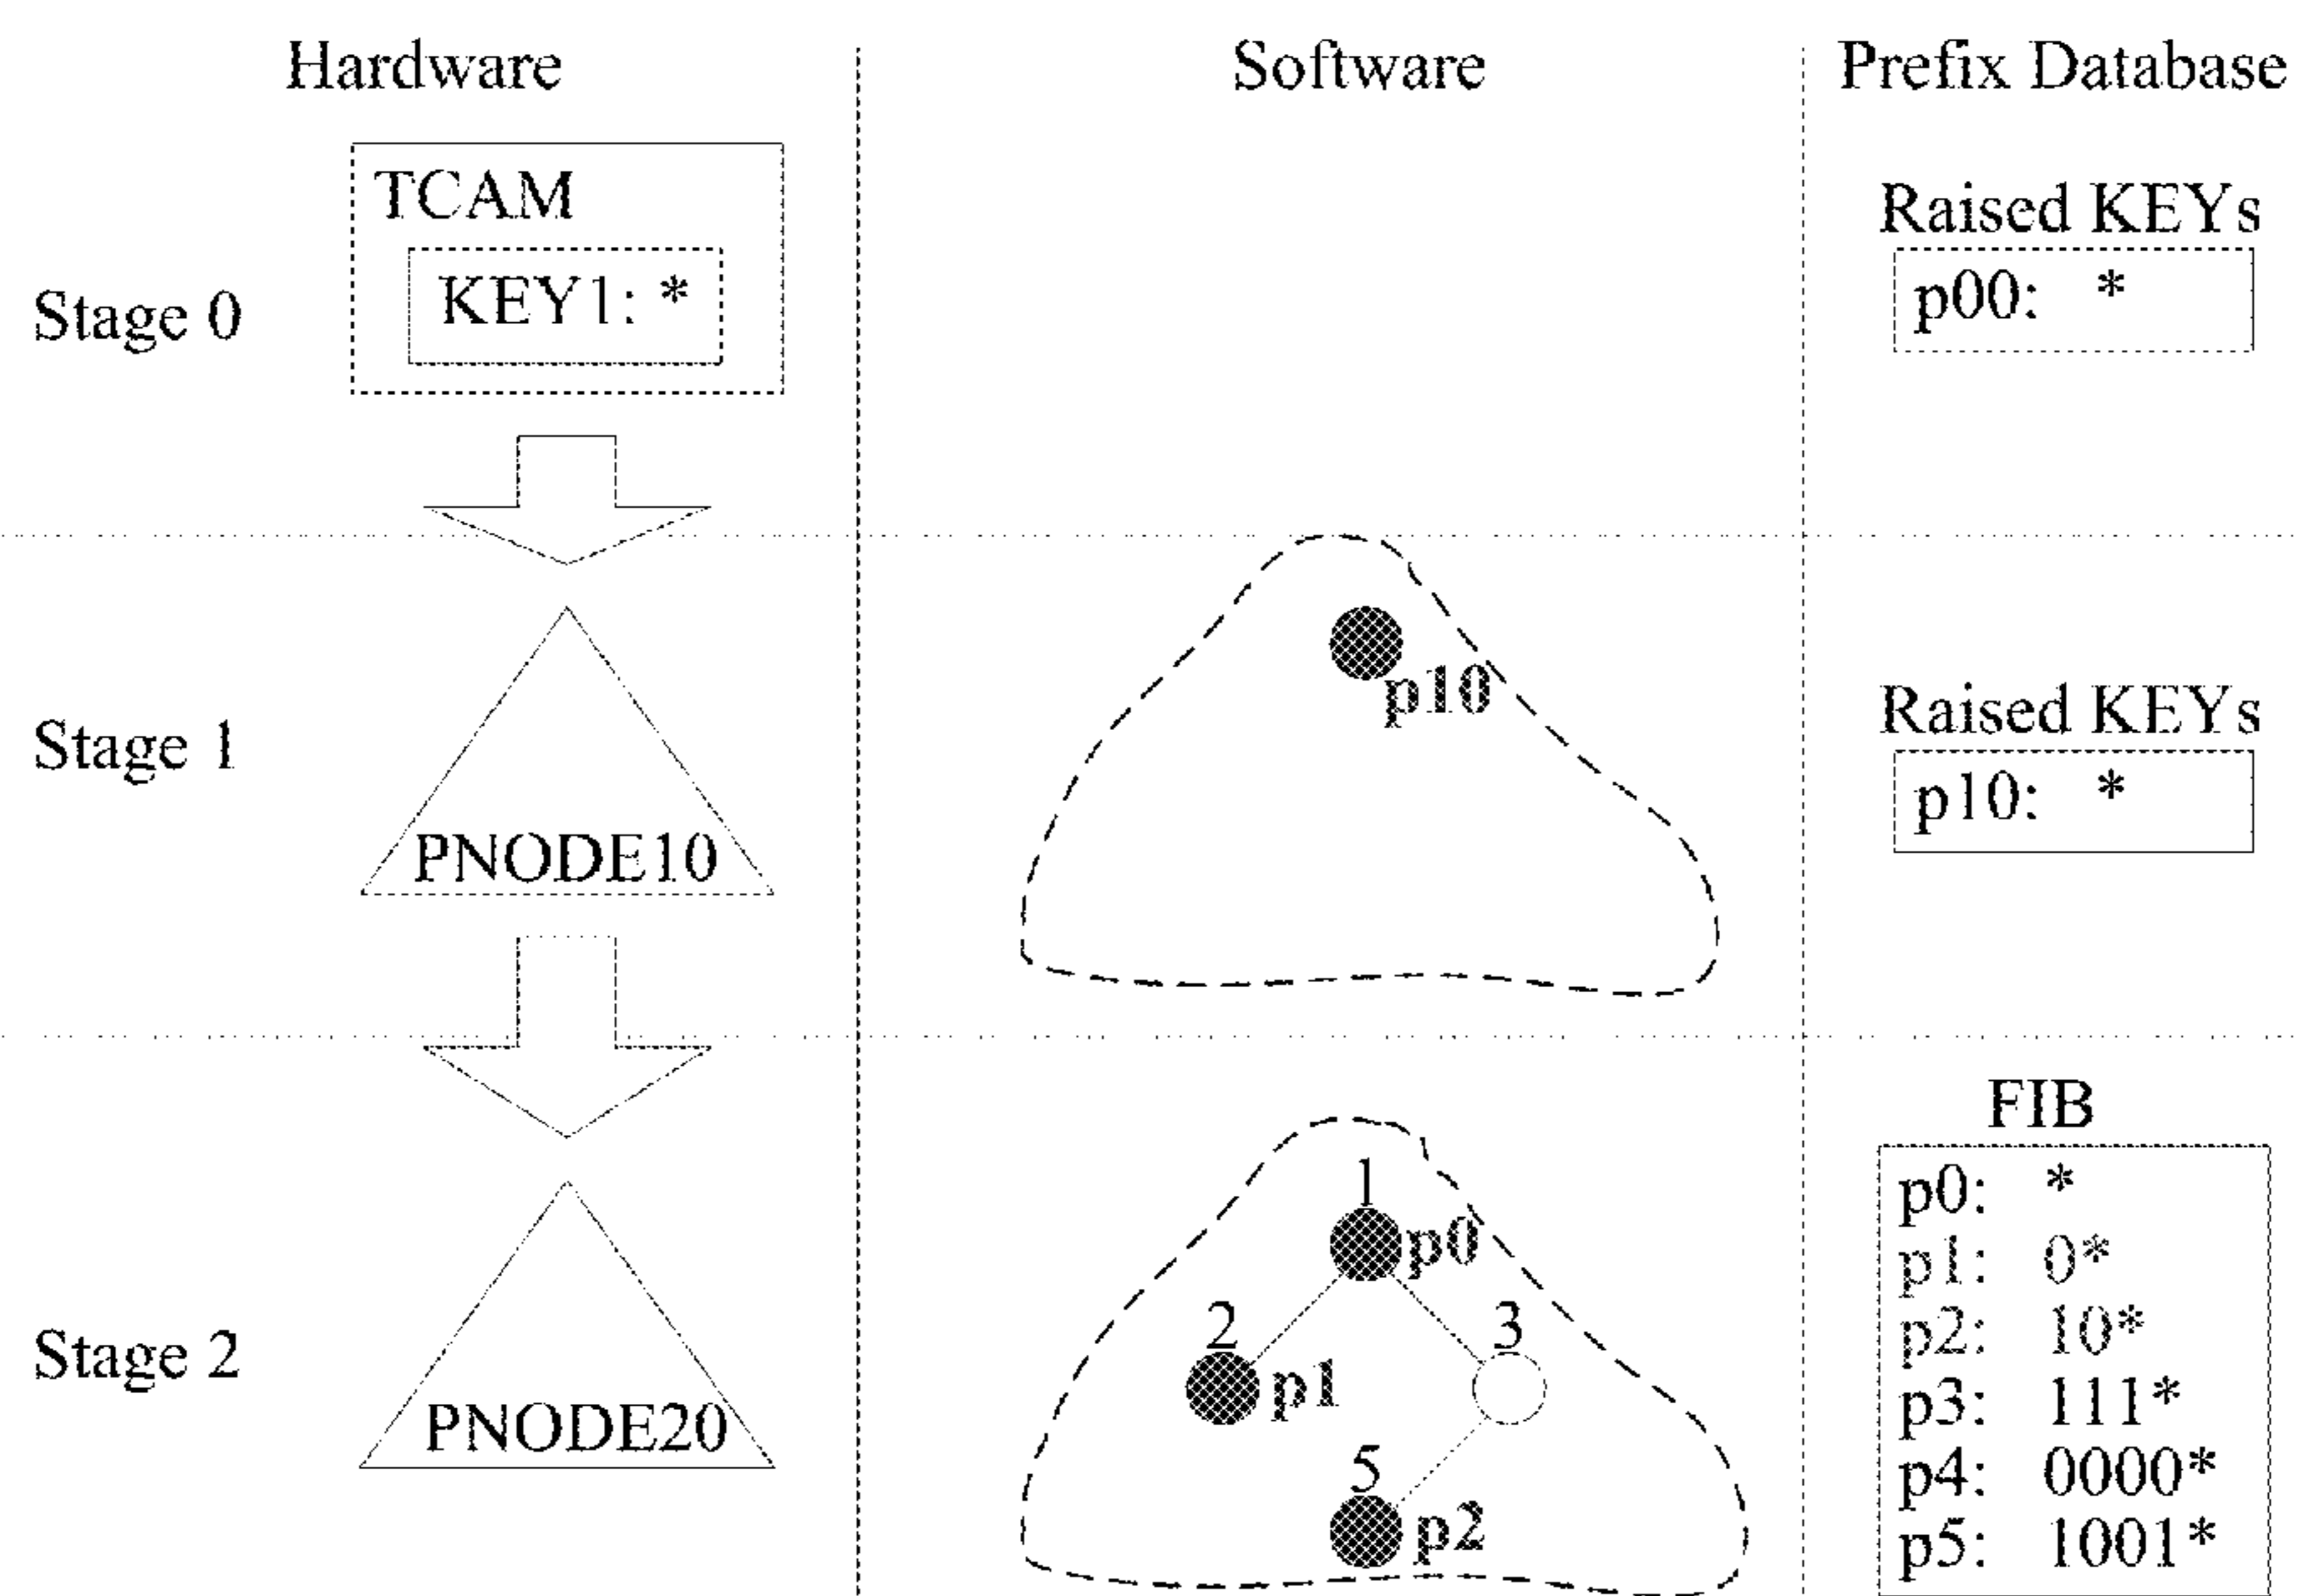 Hardware Software Prefix Database
TCAM
KEY1: *
Stage 0
Raised KEYs
p00: *
p10
Stage 1
PNODE10
Raised KEYs
p10: *
Stage 2
PNODE20
1
p0
2
p1
3
5
p2
FIB
p0: *
p1: 0*
p2: 10*
p3: 111*
p4: 0000*
p5: 1001*